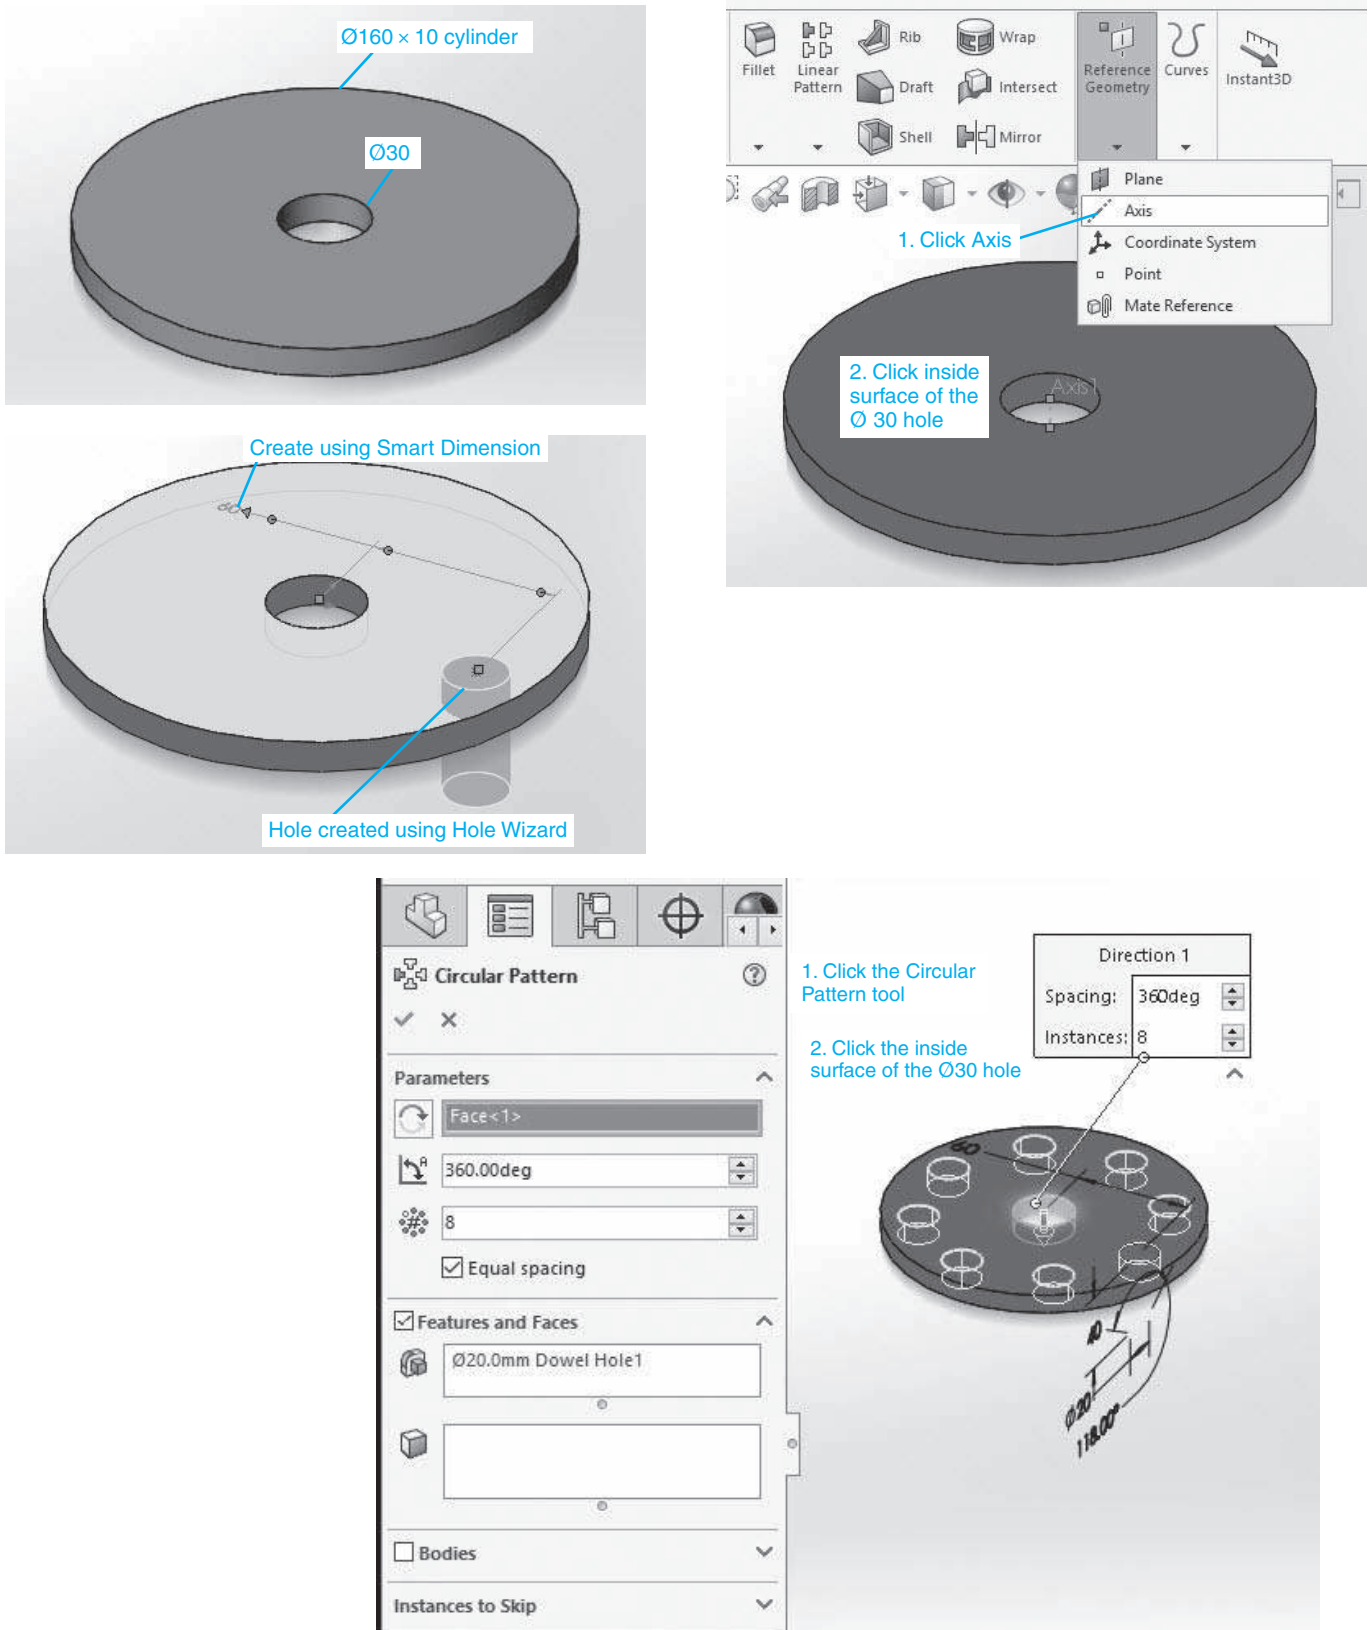 Ø160 × 10 cylinder
Ø30
Fillet
Linear
Pattern
Rib
Draft
Shell
Wrap
Intersect
Mirror
Reference
Geometry
Curves
Instant3D
Plane
Axis
Coordinate System
Point
Mate Reference
1. Click Axis
2. Click inside
surface of the
Ø 30 hole
Axis1
Create using Smart Dimension
60
Hole created using Hole Wizard
Circular Pattern
Parameters
Face<1>
360.00deg
8
Equal spacing
Features and Faces
Ø20.0mm Dowel Hole1
Bodies
Instances to Skip
1. Click the Circular
Pattern tool
2. Click the inside
surface of the Ø30 hole
Direction 1
Spacing: 360deg
Instances: 8
60
40
Ø20
118.00°